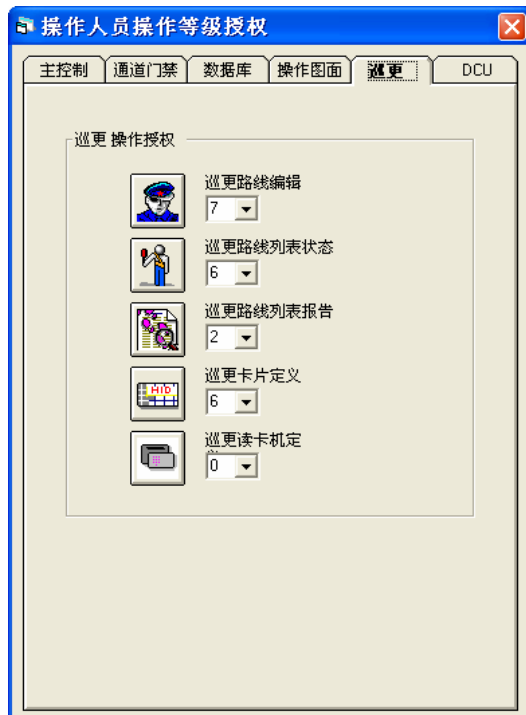 操作人员操作等级授权
主控制 通道门禁 数据库 操作图面 巡更 DCU
巡更 操作授权
巡更路线编辑
7
巡更路线列表状态
6
巡更路线列表报告
2
HID
巡更卡片定义
6
巡更读卡机定
0